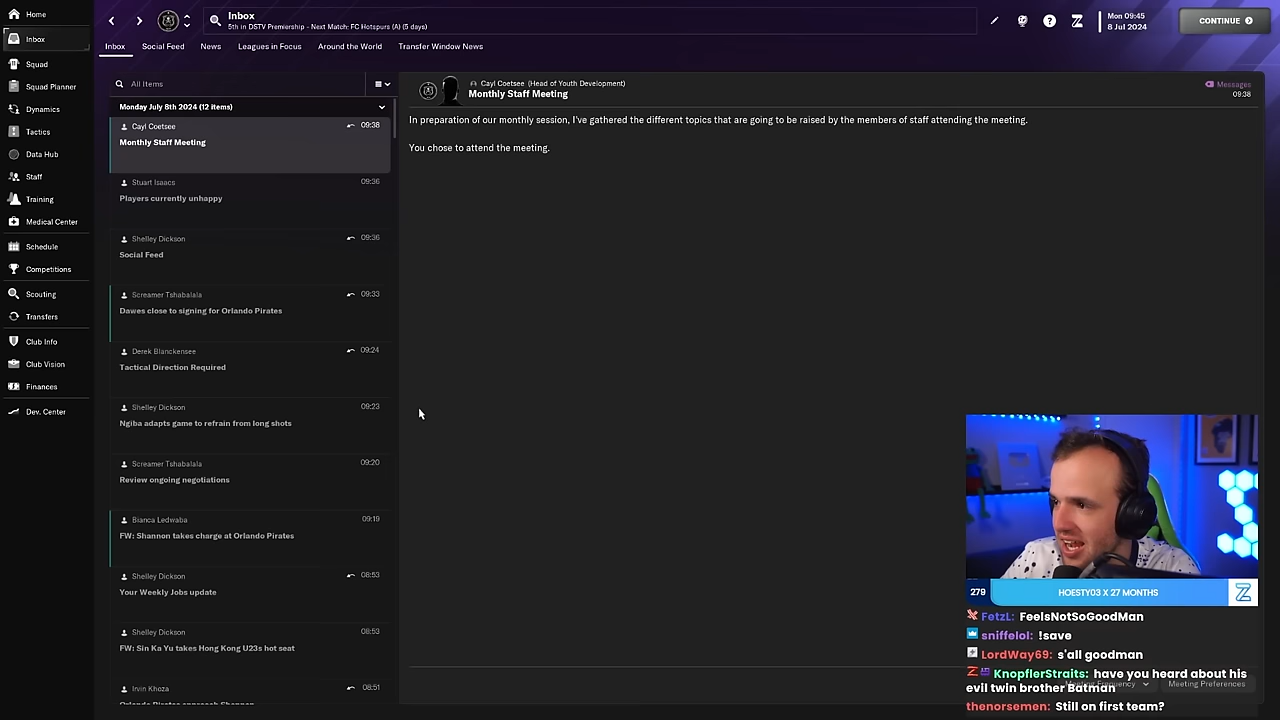 Home
Inbox
Squad
Squad Planner
Dynamics
Tactics
Data Hub
Staff
Training
Medical Center
Schedule
Competitions
Scouting
Transfers
Club Info
Club Vision
Finances
Dev. Center
Inbox
5th in DSTV Premiership - Next Match: FC Hotspurs (A) (5 days)
Mon 09:45
8 Jul 2024
CONTINUE
Inbox Social Feed News Leagues in Focus Around the World Transfer Window News
All Items
Monday July 8th 2024 (12 items)
Cayl Coetsee 09:38
Monthly Staff Meeting
Stuart Isaacs 09:36
Players currently unhappy
Shelley Dickson 09:36
Social Feed
Screamer Tshabalala 09:33
Dawes close to signing for Orlando Pirates
Derek Blanckensee 09:24
Tactical Direction Required
Shelley Dickson 09:23
Ngiba adapts game to refrain from long shots
Screamer Tshabalala 09:20
Review ongoing negotiations
Bianca Ledwaba 09:19
FW: Shannon takes charge at Orlando Pirates
Shelley Dickson 08:53
Your Weekly Jobs update
Shelley Dickson 08:53
FW: Sin Ka Yu takes Hong Kong U23s hot seat
Irvin Khoza 08:51
Orlando Pirates approach Shannon
Cayl Coetsee (Head of Youth Development)
Monthly Staff Meeting
Messages
09:38
In preparation of our monthly session, I've gathered the different topics that are going to be raised by the members of staff attending the meeting.
You chose to attend the meeting.
279 HOESTY03 X 27 MONTHS Z
FetzL: FeelsNotSoGoodMan
sniffelol: !save
LordWay69: s'all goodman
KnopflerStraits: have you heard about his
evil twin brother Batman
thenorsemen: Still on first team?
Meeting Preferences